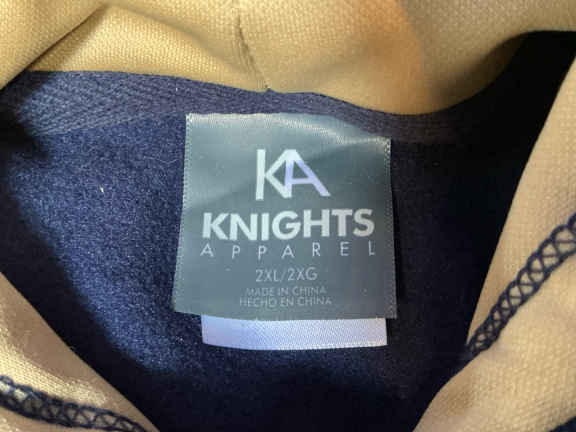 KA
KNIGHTS
APPAREL
2XL/2XG
MADE IN CHINA
HECHO EN CHINA